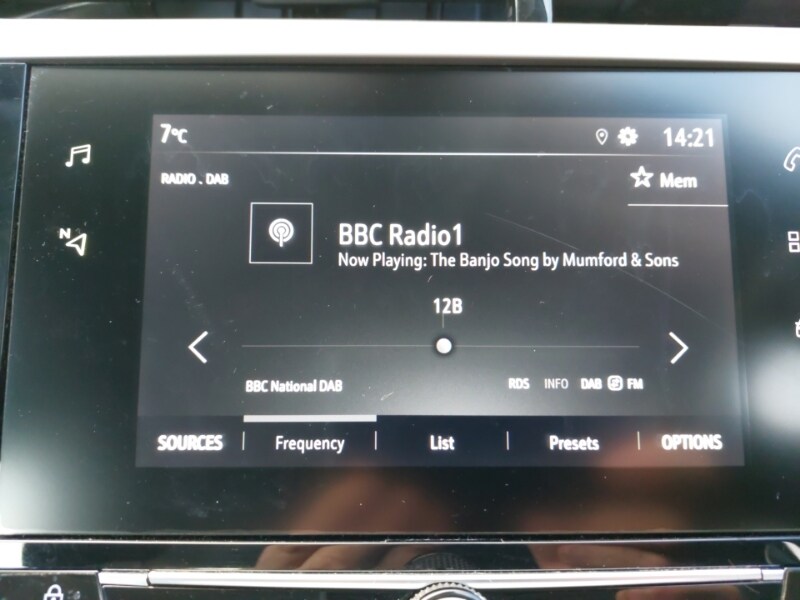 7°C 14:21
RADIO . DAB
Mem
N
BBC Radio1
Now Playing: The Banjo Song by Mumford & Sons
12B
BBC National DAB RDS INFO DAB FM
SOURCES Frequency List Presets OPTIONS